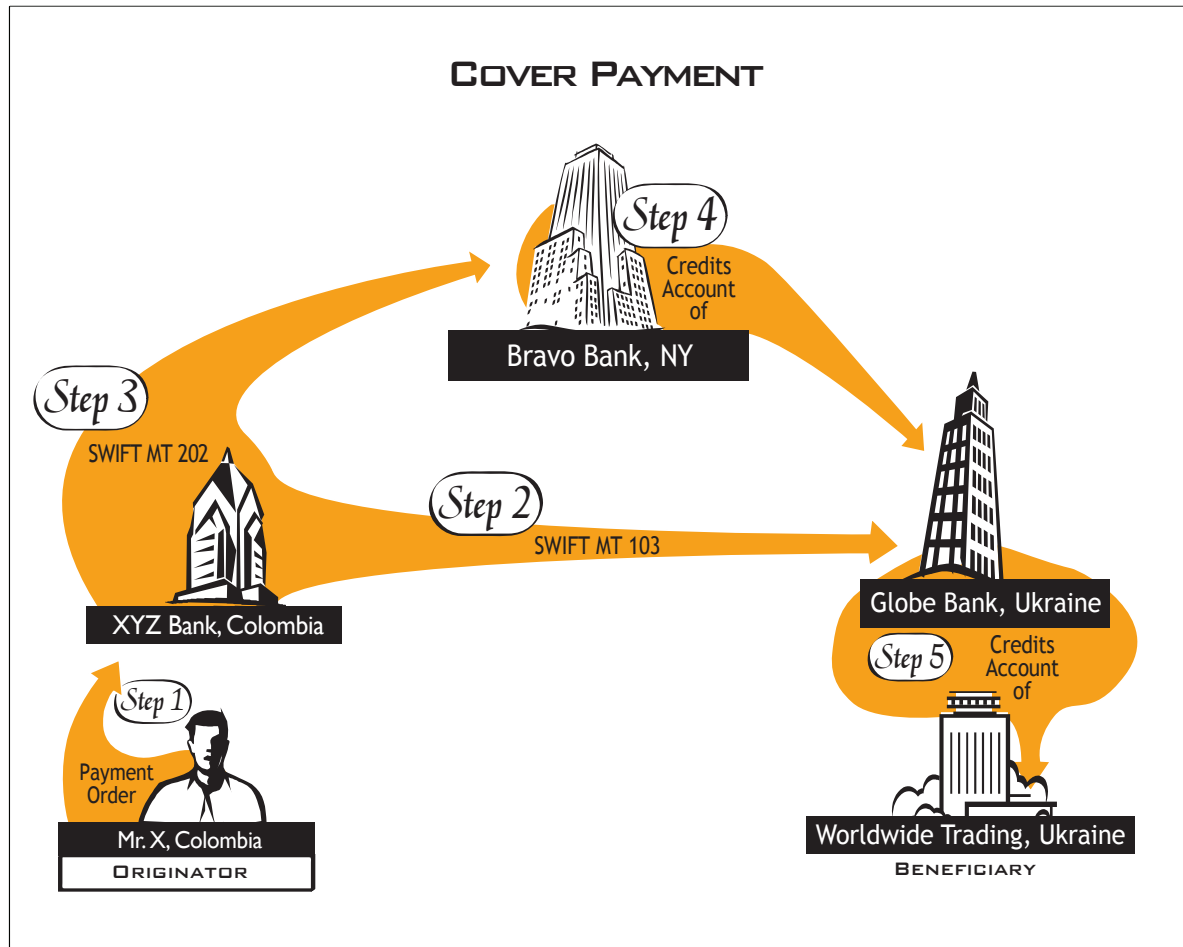 COVER PAYMENT
Step 4
Credits
Account
of
Bravo Bank, NY
Step 3
SWIFT MT 202
Step 2
SWIFT MT 103
XYZ Bank, Colombia
Globe Bank, Ukraine
Step 5
Credits
Account
of
Step 1
Payment
Order
Mr. X, Colombia
ORIGINATOR
Worldwide Trading, Ukraine
BENEFICIARY